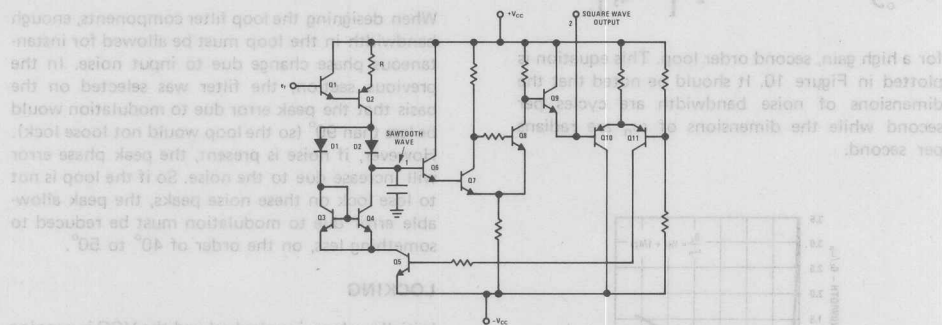 +VCC
SQUARE WAVE
OUTPUT
2
R
e1
Q1
Q2
Q9
D1
D2
SAWTOOTH
WAVE
1
Q6
Q7
Q8
Q10
Q11
Q3
Q4
Q5
-VCC
for a high gain, second order loop. This equation is
plotted in Figure 10. It should be noted that the
dimensions of noise bandwidth are cycles per
second while the dimensions of are radians
per second.
When designing the loop filter components, enough
bandwidth in the loop must be allowed for instan-
taneous phase change due to input noise. In the
previous section the filter was selected on the
basis that the peak error due to modulation would
be less than 90° (so the loop would not loose lock).
However, if noise is present, the peak phase error
will increase due to the noise. So if the loop is not
to lose lock on these noise peaks, the peak allow-
able error due to modulation must be reduced to
something less, on the order of 40° to 50°.
LOCKING